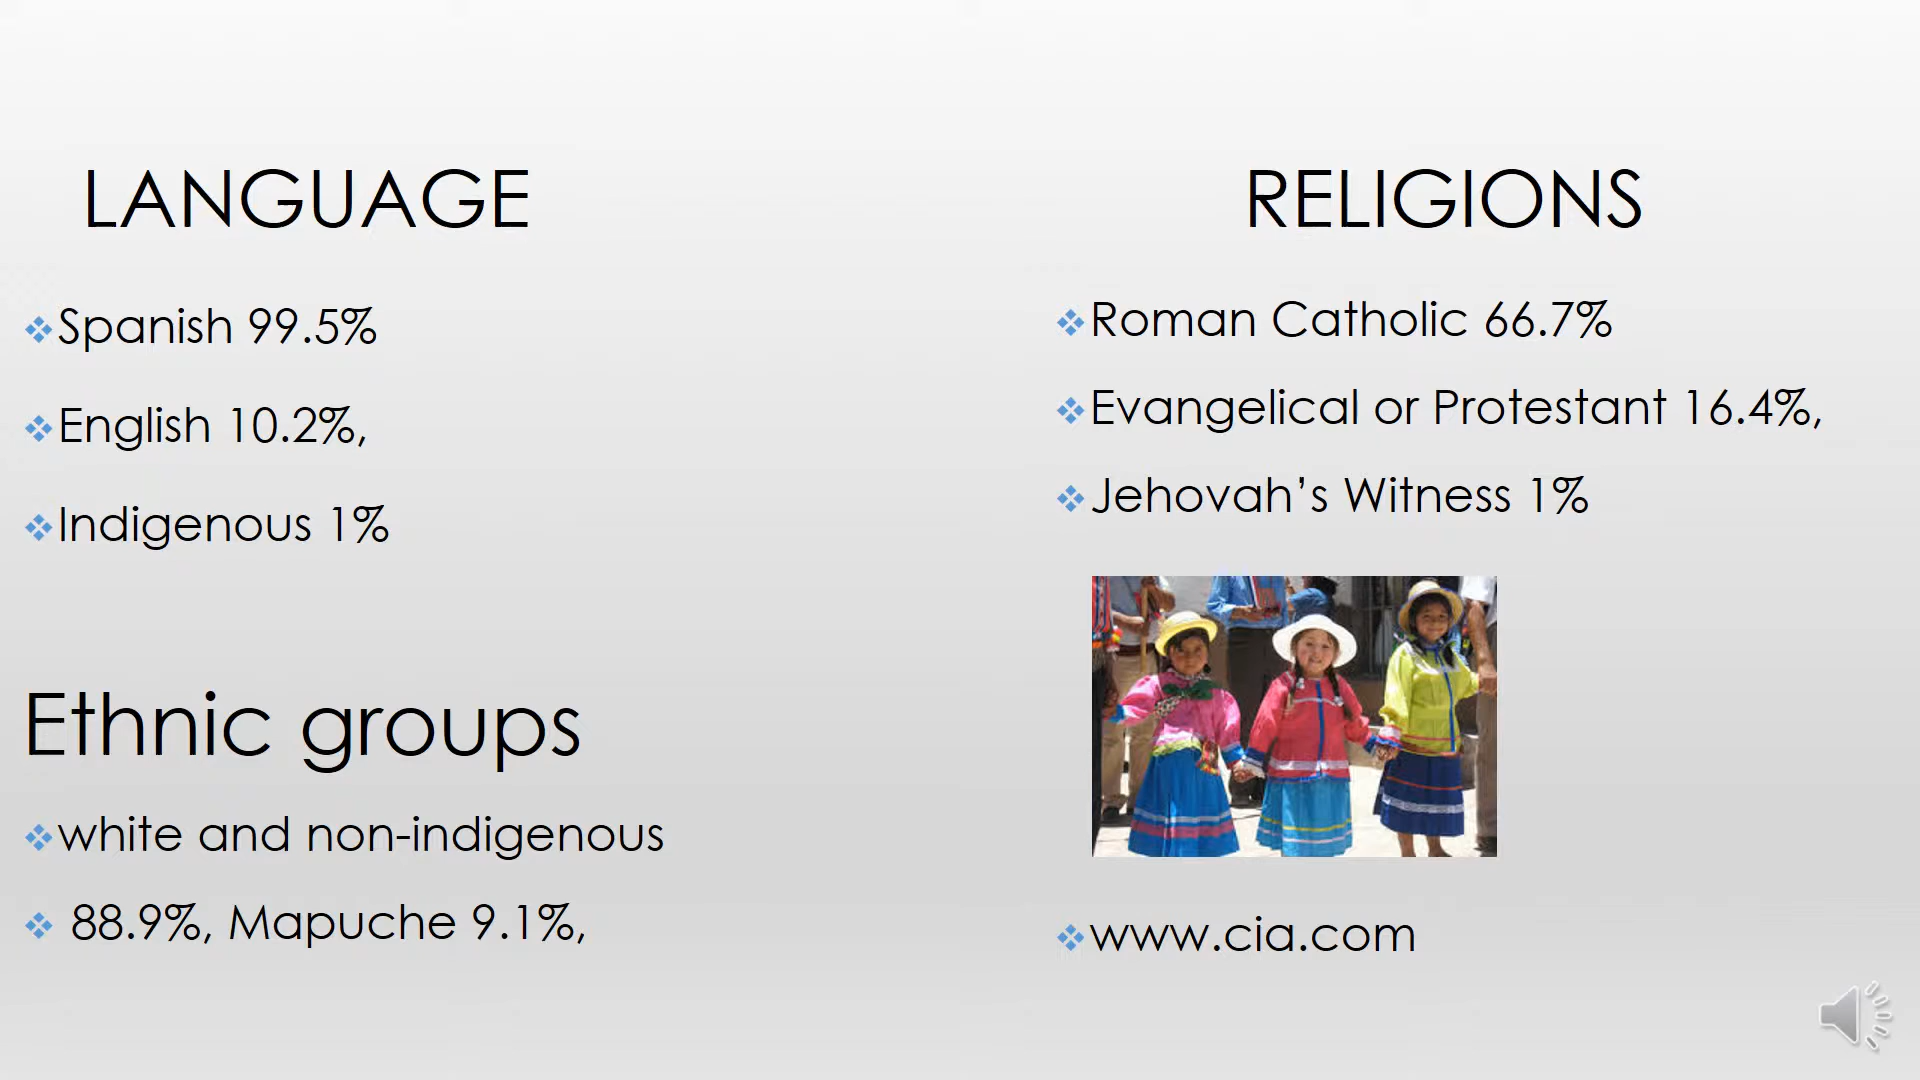 LANGUAGE
Spanish 99.5%
English 10.2%,
Indigenous 1%
Ethnic groups
white and non-indigenous
88.9%, Mapuche 9.1%,
RELIGIONS
Roman Catholic 66.7%
Evangelical or Protestant 16.4%,
Jehovah’s Witness 1%
www.cia.com